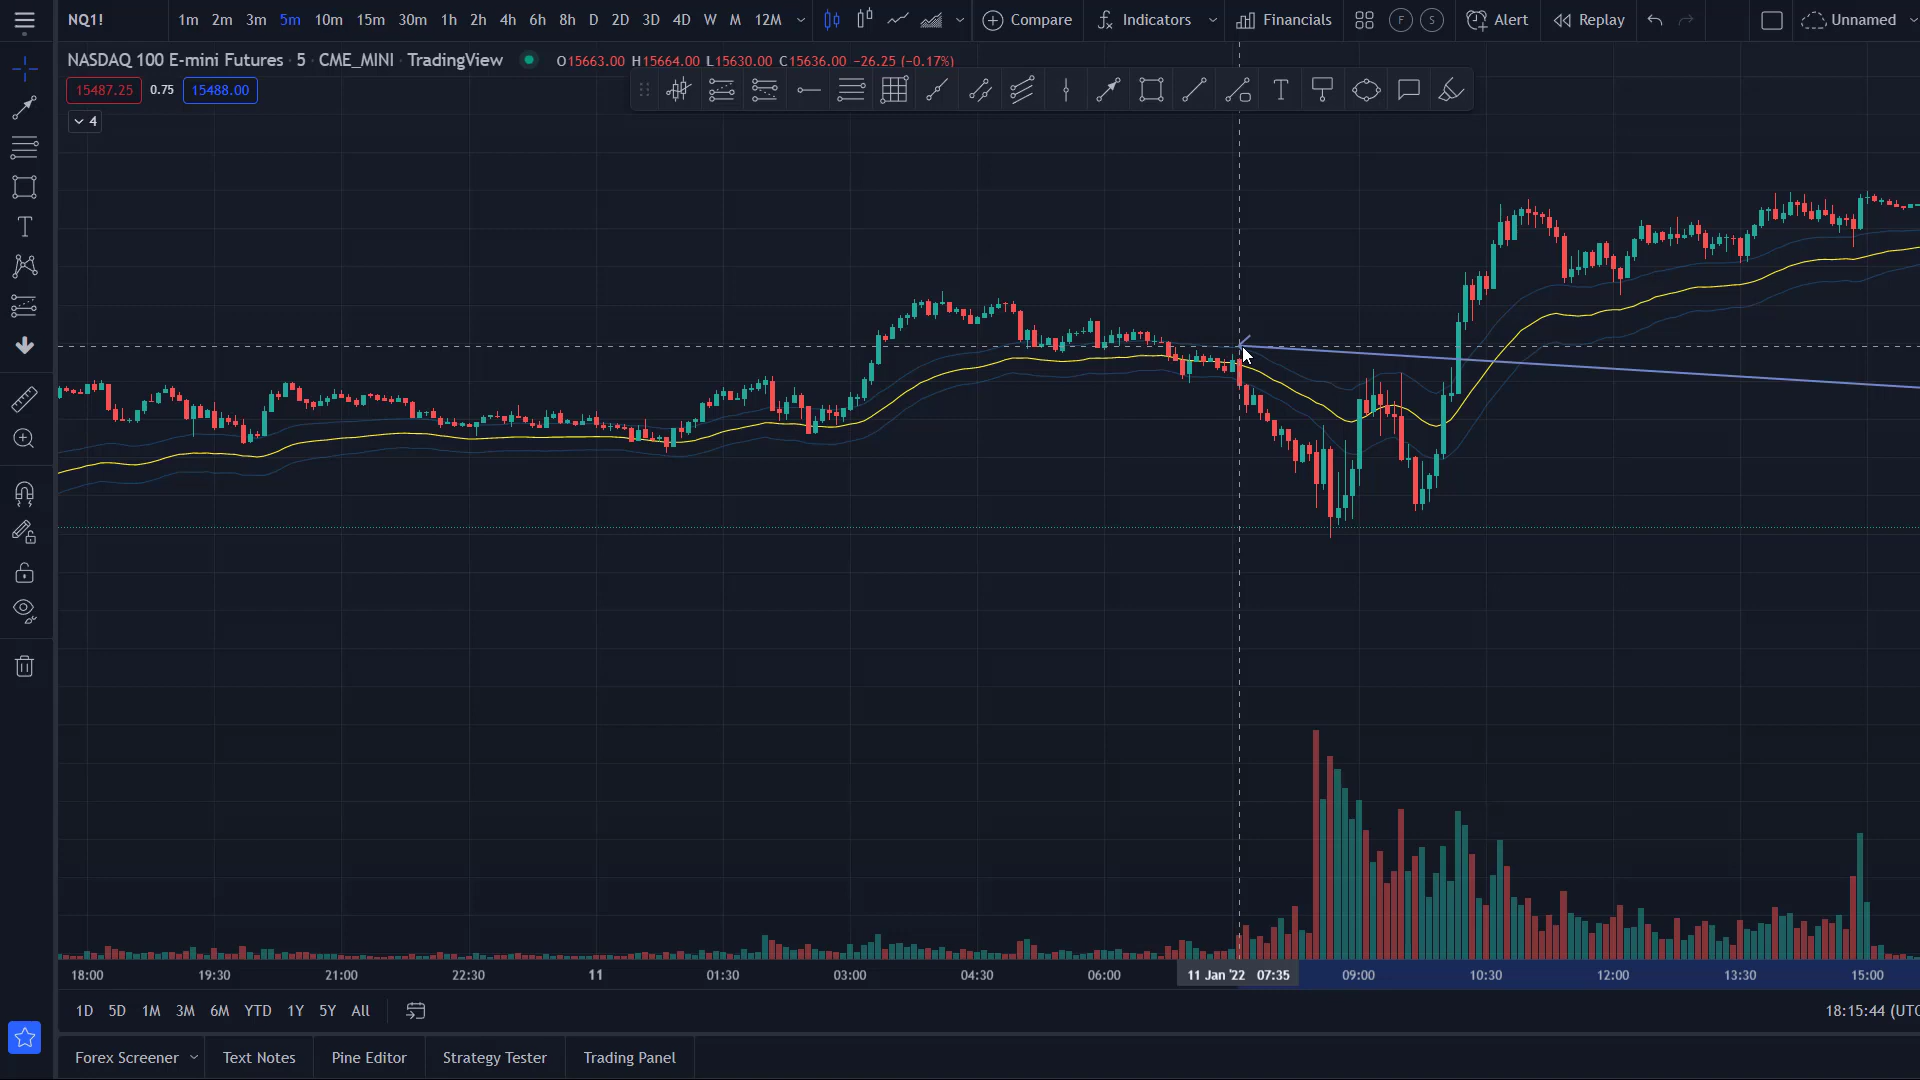 NQ1! 1m 2m 3m 5m 10m 15m 30m 1h 2h 4h 6h 8h D 2D 3D 4D W M 12M Compare Indicators Financials F S Alert Replay Unnamed
NASDAQ 100 E-mini Futures · 5 · CME_MINI · TradingView O15663.00 H15664.00 L15630.00 C15636.00 −26.25 (−0.17%)
15487.25 0.75 15488.00
4
18:00 19:30 21:00 22:30 11 01:30 03:00 04:30 06:00 11 Jan '22 07:35 09:00 10:30 12:00 13:30 15:00
1D 5D 1M 3M 6M YTD 1Y 5Y All 18:15:44 (UTC
Forex Screener Text Notes Pine Editor Strategy Tester Trading Panel